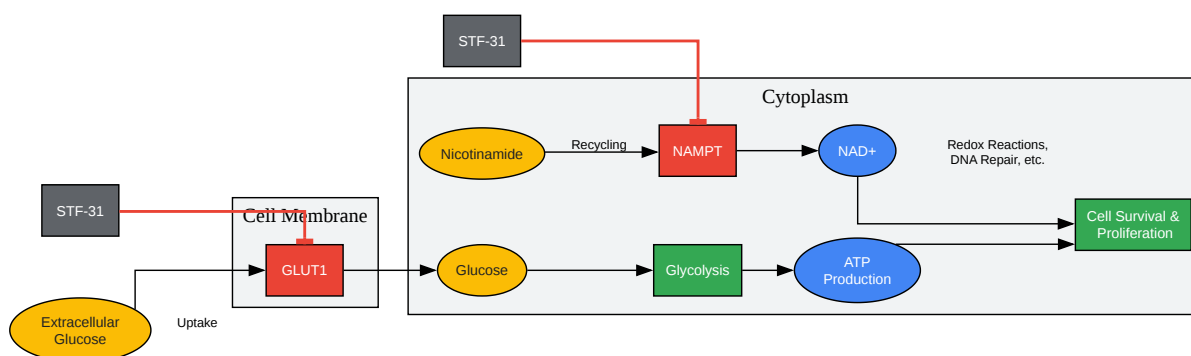 STF-31
Cytoplasm
Nicotinamide
Recycling
NAMPT
NAD+
Redox Reactions,
DNA Repair, etc.
STF-31
Cell Membrane
Cell Survival &
Proliferation
GLUT1
Glucose
Glycolysis
ATP
Production
Extracellular
Glucose
Uptake